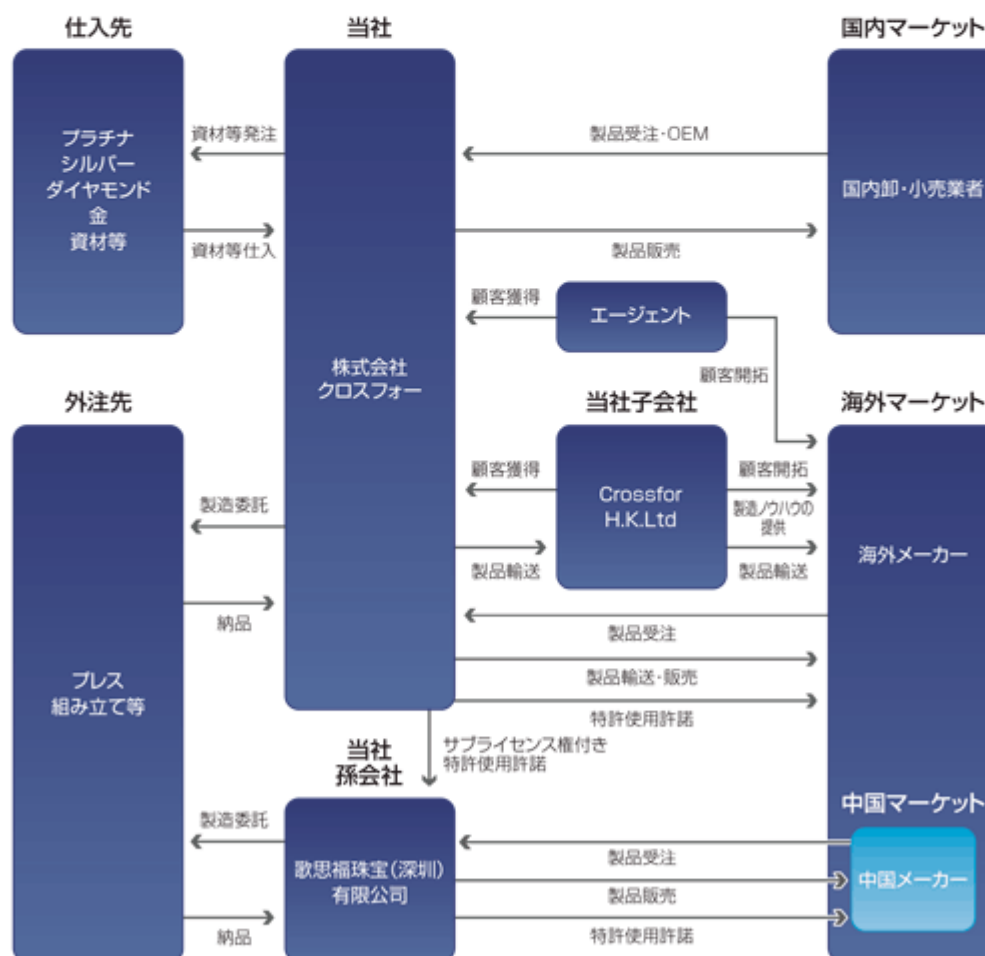 仕入先
当社
国内マーケット
プラチナ
シルバー
ダイヤモンド
金
資材等
資材等発注
資材等仕入
株式会社
クロスフォー
製品受注・OEM
製品販売
国内卸・小売業者
顧客獲得
エージェント
顧客開拓
外注先
当社子会社
海外マーケット
プレス
組み立て等
製造委託
納品
顧客獲得
製品輸送
Crossfor
H.K.Ltd
顧客開拓
製造ノウハウの
提供
製品輸送
海外メーカー
製品受注
製品輸送・販売
特許使用許諾
サブライセンス権付き
特許使用許諾
当社
孫会社
中国マーケット
製造委託
納品
歌思福珠宝(深圳)
有限公司
製品受注
製品販売
特許使用許諾
中国メーカー